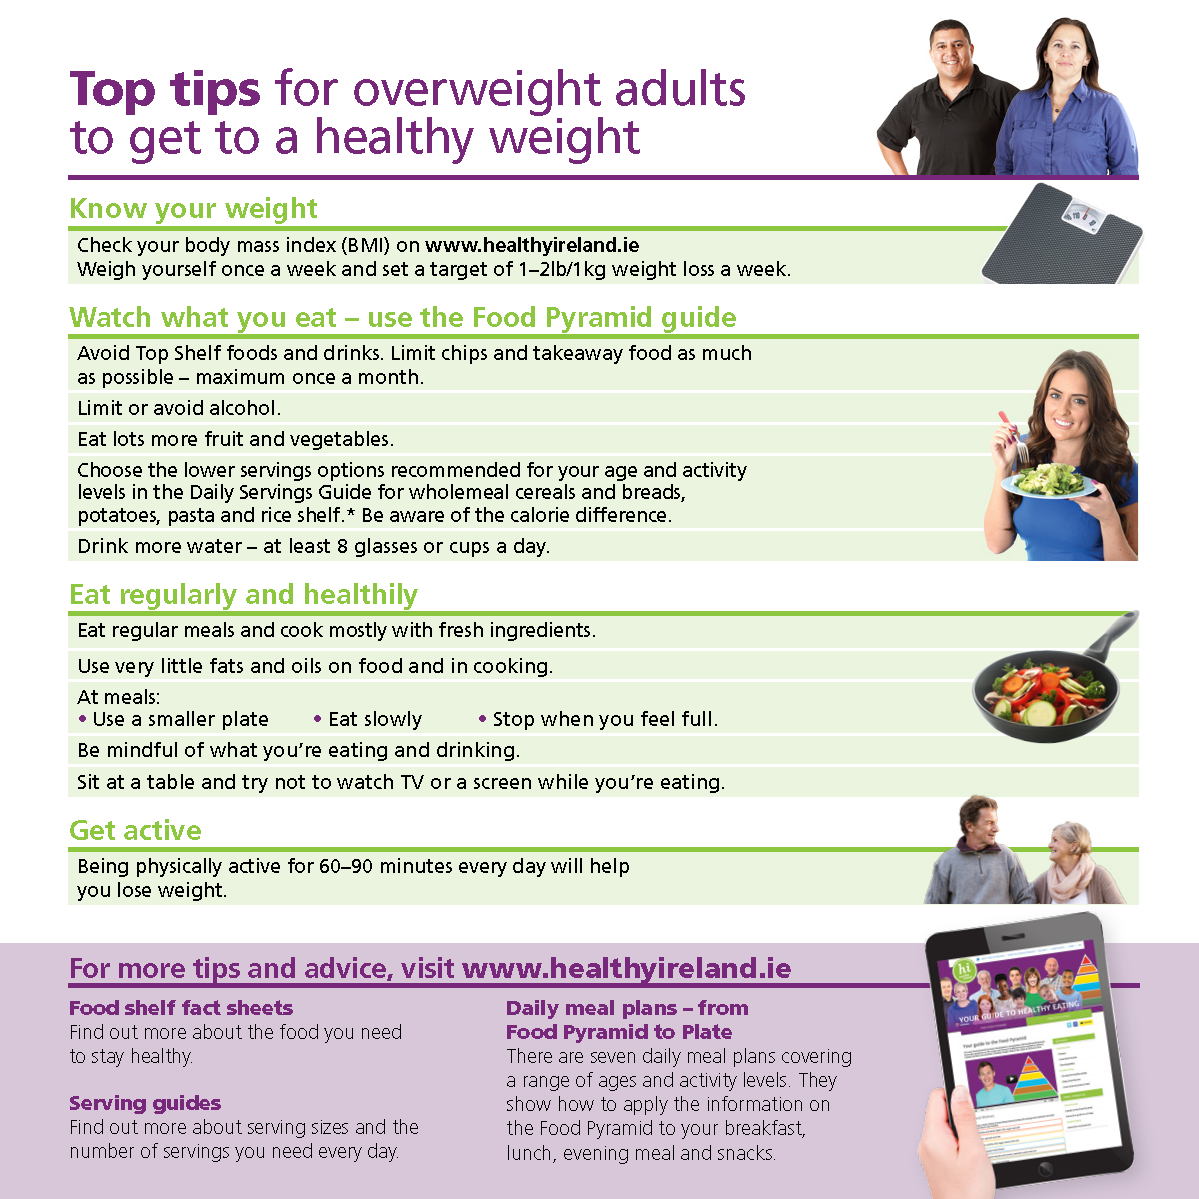 Top tips for overweight adults
to get to a healthy weight
Know your weight
Check your body mass index (BMI) on www.healthyireland.ie
Weigh yourself once a week and set a target of 1–2lb/1kg weight loss a week.
Watch what you eat – use the Food Pyramid guide
Avoid Top Shelf foods and drinks. Limit chips and takeaway food as much
as possible – maximum once a month.
Limit or avoid alcohol.
Eat lots more fruit and vegetables.
Choose the lower servings options recommended for your age and activity
levels in the Daily Servings Guide for wholemeal cereals and breads,
potatoes, pasta and rice shelf.* Be aware of the calorie difference.
Drink more water – at least 8 glasses or cups a day.
Eat regularly and healthily
Eat regular meals and cook mostly with fresh ingredients.
Use very little fats and oils on food and in cooking.
At meals:
• Use a smaller plate • Eat slowly • Stop when you feel full.
Be mindful of what you’re eating and drinking.
Sit at a table and try not to watch TV or a screen while you’re eating.
Get active
Being physically active for 60–90 minutes every day will help
you lose weight.
For more tips and advice, visit www.healthyireland.ie
Food shelf fact sheets
Find out more about the food you need
to stay healthy.
Serving guides
Find out more about serving sizes and the
number of servings you need every day.
Daily meal plans – from
Food Pyramid to Plate
There are seven daily meal plans covering
a range of ages and activity levels. They
show how to apply the information on
the Food Pyramid to your breakfast,
lunch, evening meal and snacks.
hi
YOUR GUIDE TO HEALTHY EATING
Your guide to the Food Pyramid